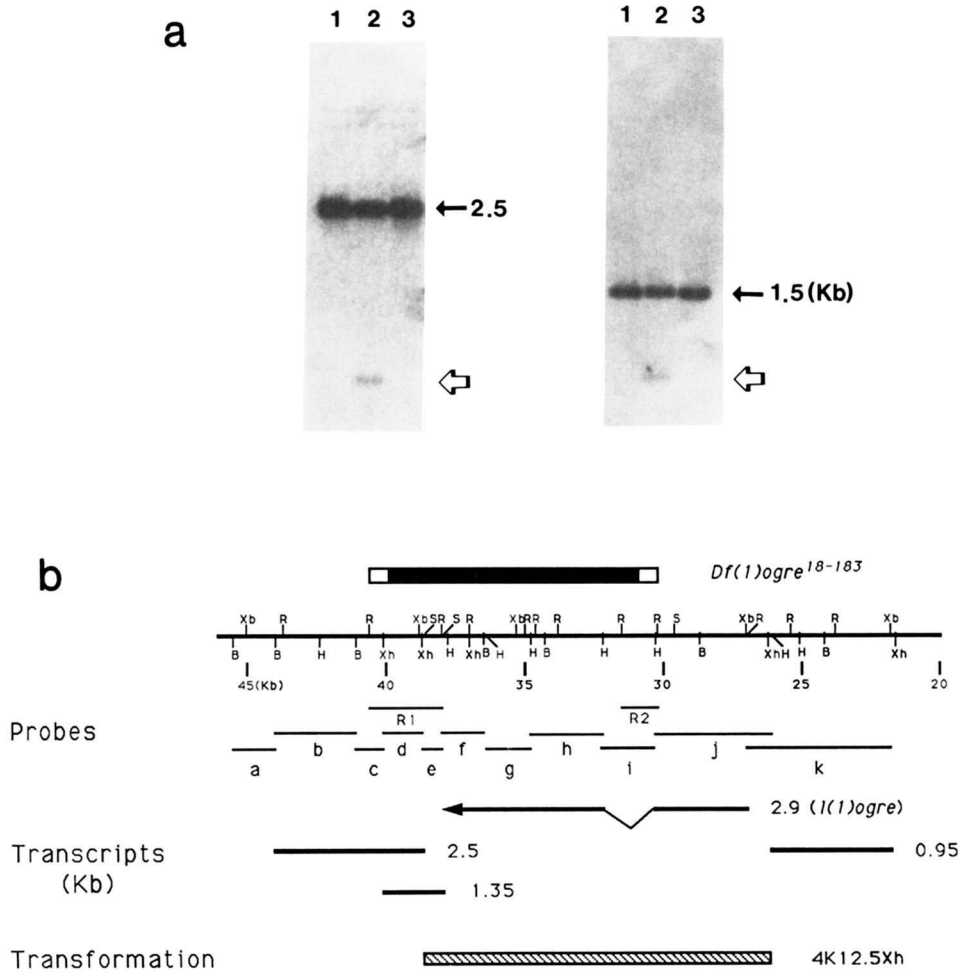 a
1 2 3
1 2 3
2.5
1.5(Kb)
b
Df(1)ogre18-183
Xb R R XbSR S R XbRR R R R S XbR R R Xb
B B H B Xh Xh H XhB H H B H H B XhH H B Xh
45(Kb) 40 35 30 25 20
Probes
R1 R2
b d f h j
a c e g i k
2.9 (l(1)ogre)
Transcripts
(Kb)
2.5
0.95
1.35
Transformation
4K12.5Xh